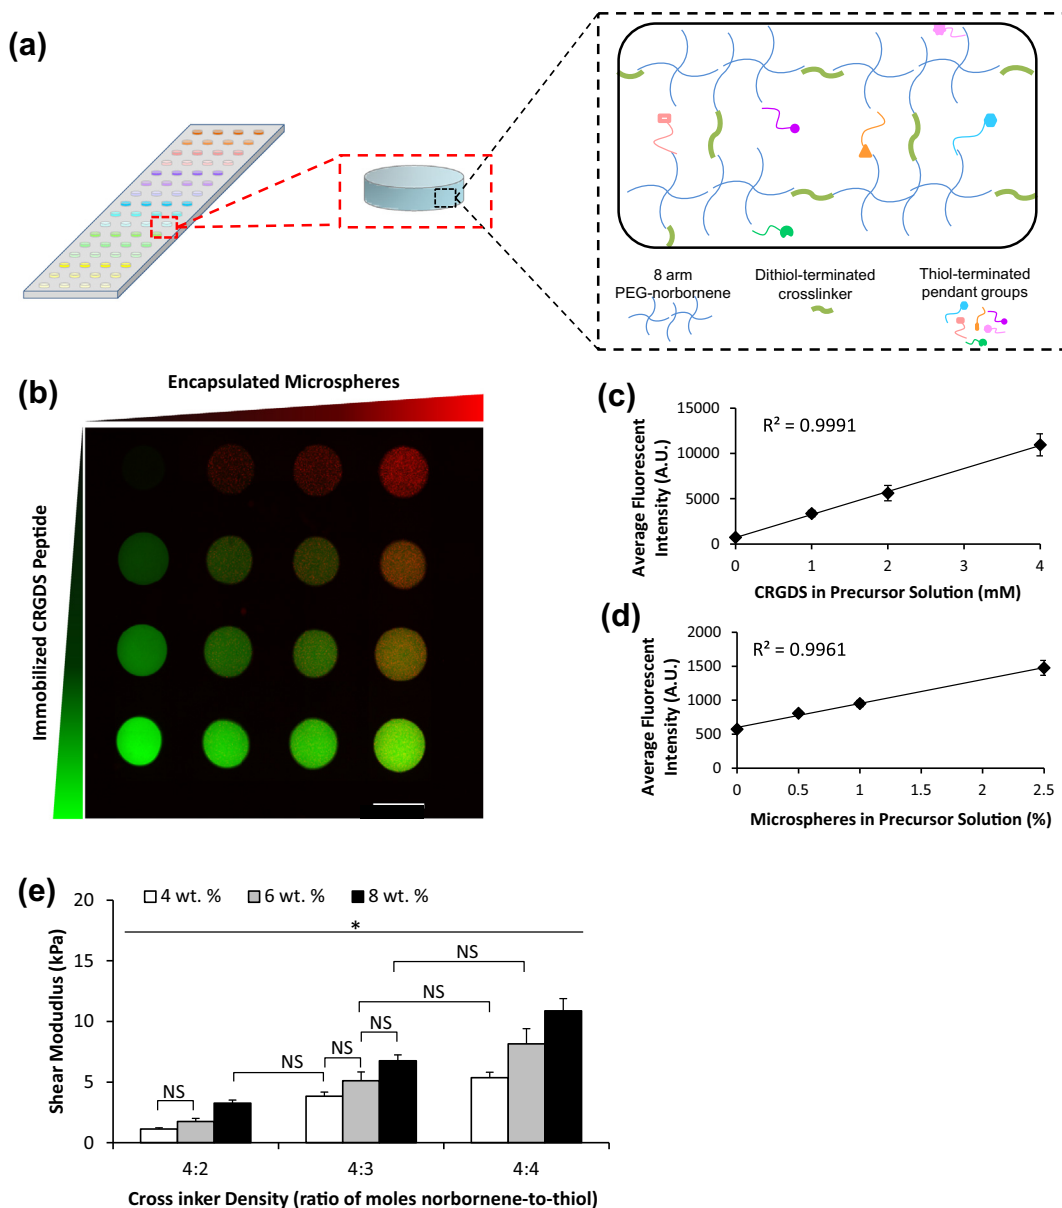 (a)
8 arm
PEG-norbornene
Dithiol-terminated
crosslinker
Thiol-terminated
pendant groups
(b)
Encapsulated Microspheres
Immobilized CRGDS Peptide
(c)
15000
10000
5000
0
R² = 0.9991
Average Fluorescent
Intensity (A.U.)
0 1 2 3 4
CRGDS in Precursor Solution (mM)
(d)
2000
1500
1000
500
0
R² = 0.9961
Average Fluorescent
Intensity (A.U.)
0 0.5 1 1.5 2 2.5
Microspheres in Precursor Solution (%)
(e)
4 wt. % 6 wt. % 8 wt. %
20
15
10
5
0
Shear Modudlus (kPa)
*
NS
NS
NS
NS
NS
NS
4:2 4:3 4:4
Cross inker Density (ratio of moles norbornene-to-thiol)